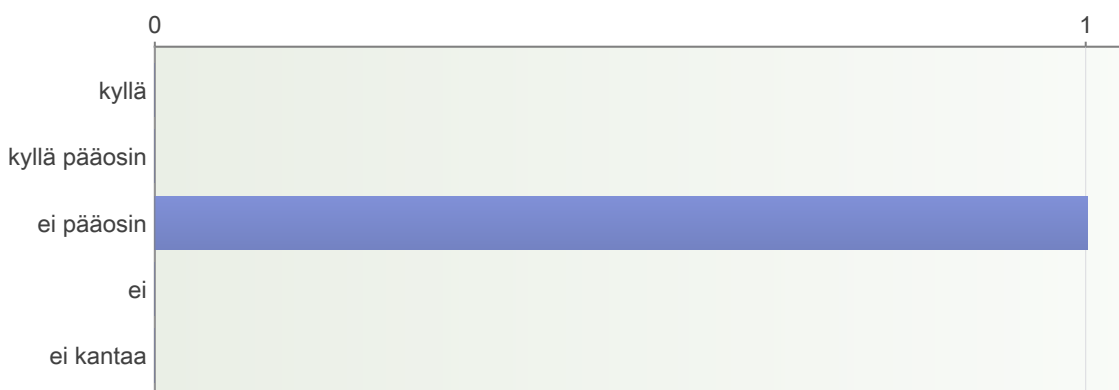 0 1
kyllä
kyllä pääosin
ei pääosin
ei
ei kantaa